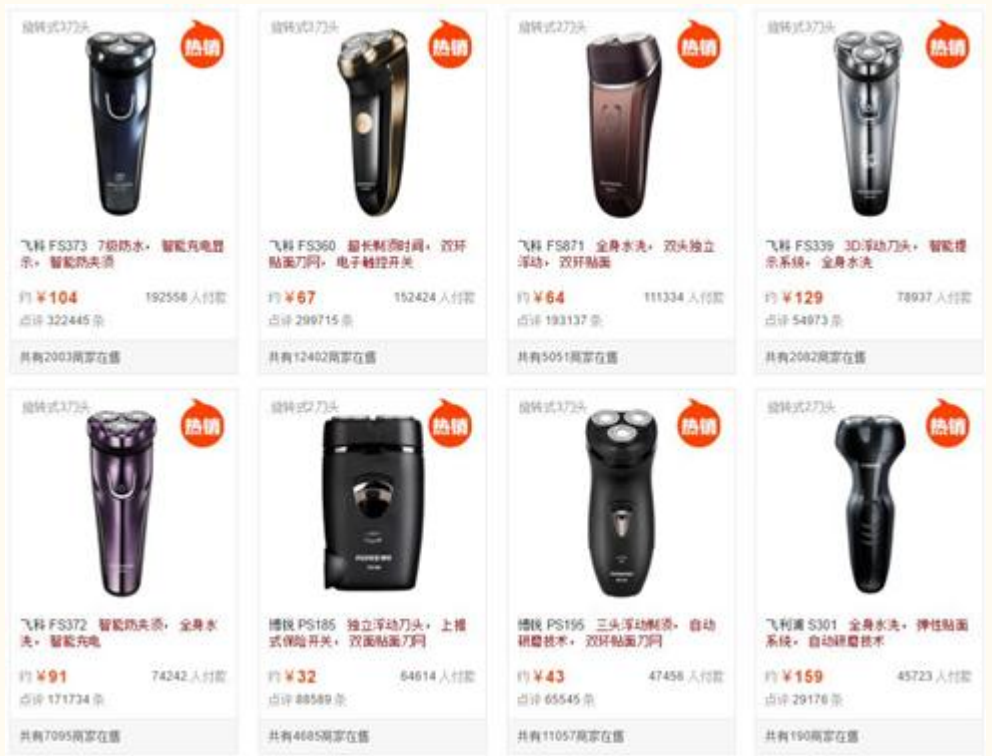 旋转式3刀头
热销
飞科 FS373 7级防水， 智能充电显
示， 智能防夹须
约 ¥104 192558 人付款
点评 322445 条
共有2003商家在售
旋转式3刀头
热销
飞科 FS360 超长剃须时间， 双环
贴面刀网， 电子触控开关
约 ¥67 152424 人付款
点评 299715 条
共有12402商家在售
旋转式2刀头
热销
飞科 FS871 全身水洗， 双头独立
浮动， 双环贴面
约 ¥64 111334 人付款
点评 193137 条
共有5051商家在售
旋转式3刀头
热销
飞科 FS339 3D浮动刀头， 智能提
示系统， 全身水洗
约 ¥129 78937 人付款
点评 54973 条
共有2082商家在售
旋转式3刀头
热销
飞科 FS372 智能防夹须， 全身水
洗， 智能充电
约 ¥91 74242 人付款
点评 171734 条
共有7095商家在售
旋转式2刀头
热销
博锐 PS185 独立浮动刀头， 上推
式保险开关， 双面贴面刀网
约 ¥32 64614 人付款
点评 88589 条
共有4685商家在售
旋转式3刀头
热销
博锐 PS195 三头浮动剃须， 自动
研磨技术， 双环贴面刀网
约 ¥43 47456 人付款
点评 65545 条
共有11057商家在售
旋转式2刀头
热销
飞利浦 S301 全身水洗， 弹性贴面
系统， 自动研磨技术
约 ¥159 45723 人付款
点评 29176 条
共有190商家在售